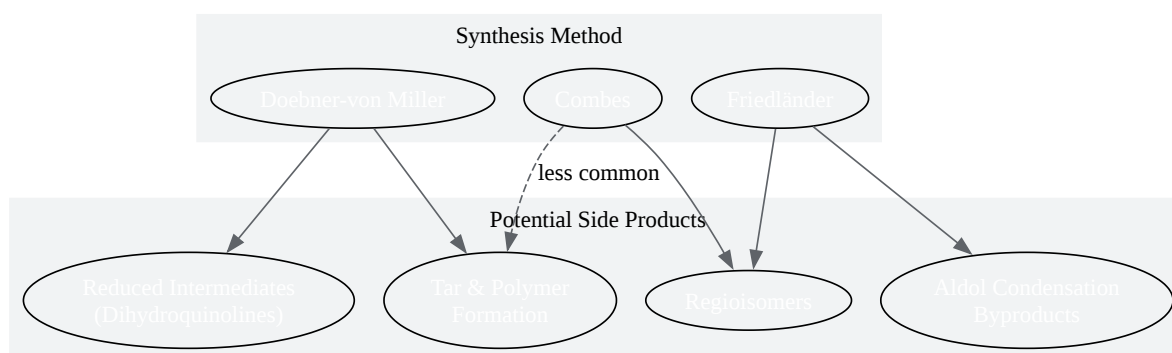 Synthesis Method
Doebner-von Miller
Combes
Friedländer
less common
Potential Side Products
Reduced Intermediates
(Dihydroquinolines)
Tar & Polymer
Formation
Regioisomers
Aldol Condensation
Byproducts